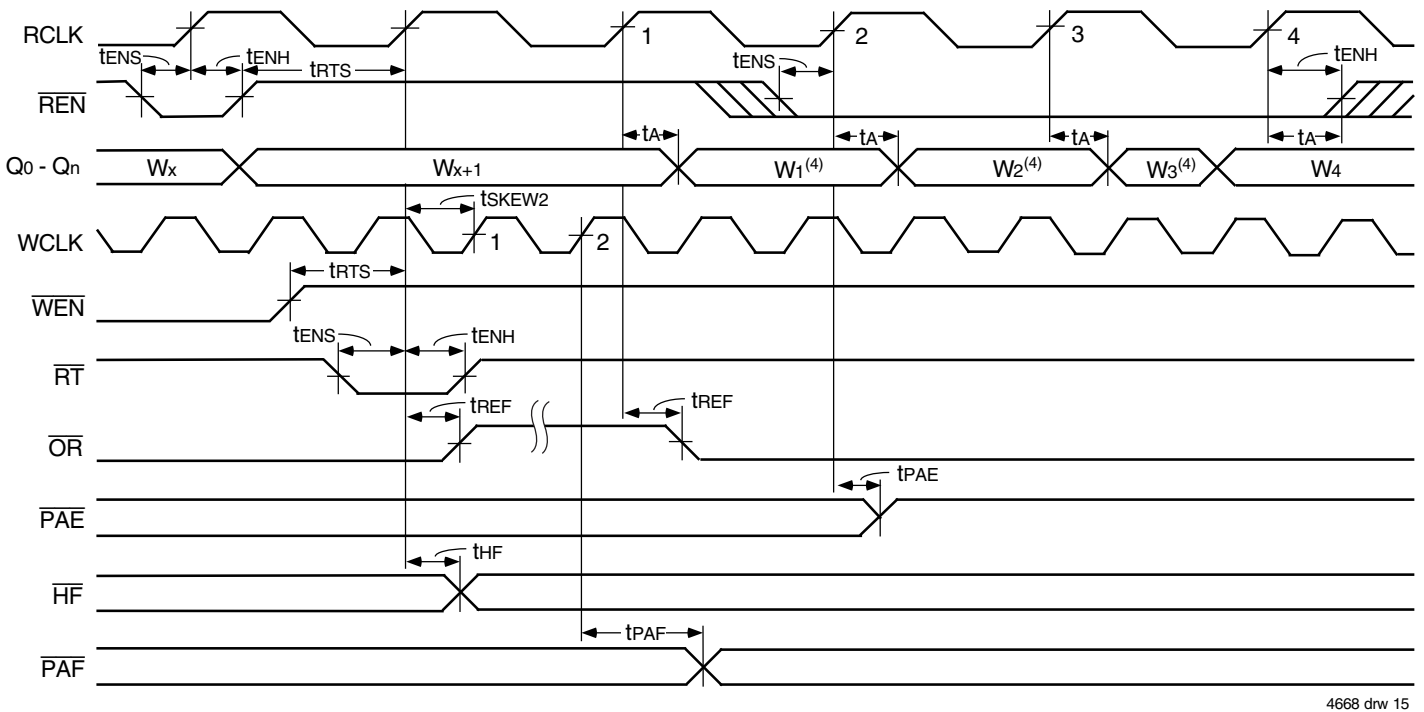 RCLK 1 2 3 4
tENS tENH tRTS tENS tENH
REN
tA tA tA tA
Q0 - Qn Wx Wx+1 W1(4) W2(4) W3(4) W4
tSKEW2
WCLK 1 2
tRTS
WEN
tENS tENH
RT
tREF tREF
OR
tPAE
PAE
tHF
HF
tPAF
PAF
4668 drw 15